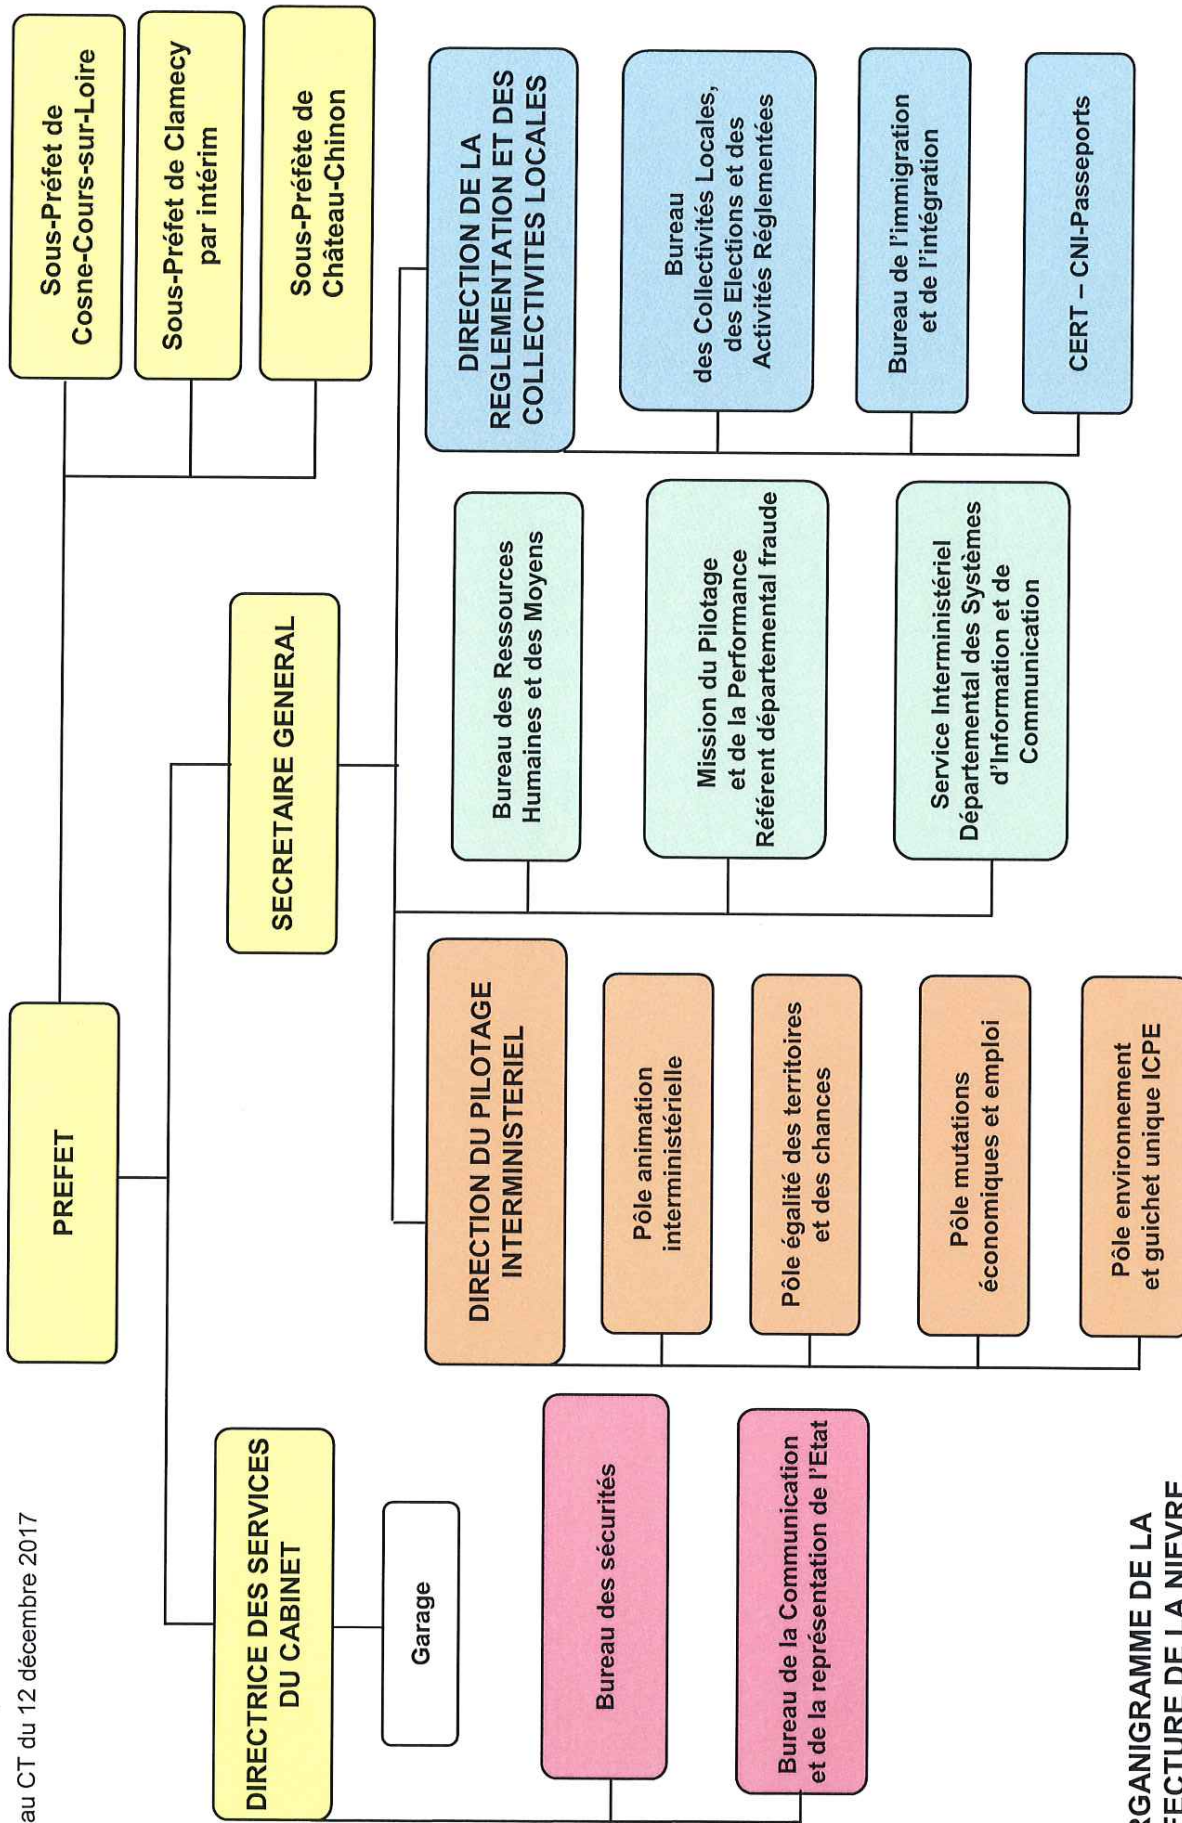 au CT du 12 décembre 2017
PREFET
Sous-Préfet de
Cosne-Cours-sur-Loire
Sous-Préfet de Clamecy
par intérim
Sous-Préfète de
Château-Chinon
DIRECTRICE DES SERVICES
DU CABINET
Garage
Bureau des sécurités
Bureau de la Communication
et de la représentation de l'Etat
SECRETAIRE GENERAL
DIRECTION DU PILOTAGE
INTERMINISTERIEL
Pôle animation
interministérielle
Pôle égalité des territoires
et des chances
Pôle mutations
économiques et emploi
Pôle environnement
et guichet unique ICPE
Bureau des Ressources
Humaines et des Moyens
Mission du Pilotage
et de la Performance
Référent départemental fraude
Service Interministériel
Départemental des Systèmes
d'Information et de
Communication
DIRECTION DE LA
REGLEMENTATION ET DES
COLLECTIVITES LOCALES
Bureau
des Collectivités Locales,
des Elections et des
Activités Réglementées
Bureau de l'immigration
et de l'intégration
CERT – CNI-Passeports
RGANIGRAMME DE LA
FECTURE DE LA NIEVRE